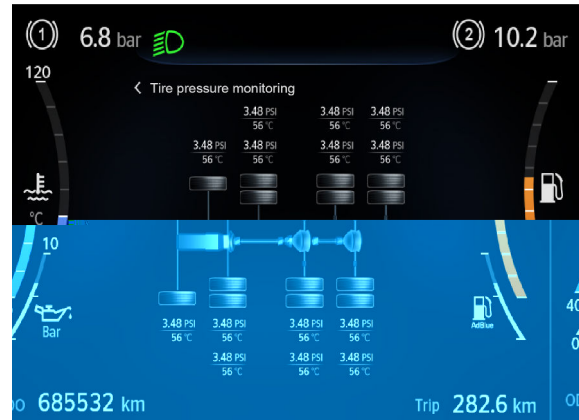 (1) 6.8 bar
(2) 10.2 bar
120
Tire pressure monitoring
3.48 PSI 3.48 PSI 3.48 PSI
56 °C 56 °C 56 °C
3.48 PSI 3.48 PSI 3.48 PSI 3.48 PSI
56 °C 56 °C 56 °C 56 °C
°C
10
Bar
AdBlue
40
0
3.48 PSI 3.48 PSI 3.48 PSI 3.48 PSI
56 °C 56 °C 56 °C 56 °C
3.48 PSI 3.48 PSI 3.48 PSI
56 °C 56 °C 56 °C
DO 685532 km
Trip 282.6 km
OD